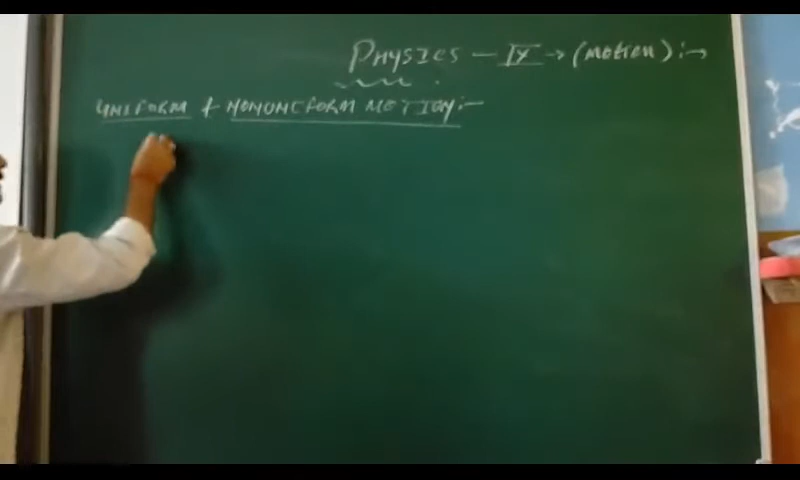 PHYSICS - IX → (MOTION) :→
UNIFORM & NONUNIFORM MOTION :-